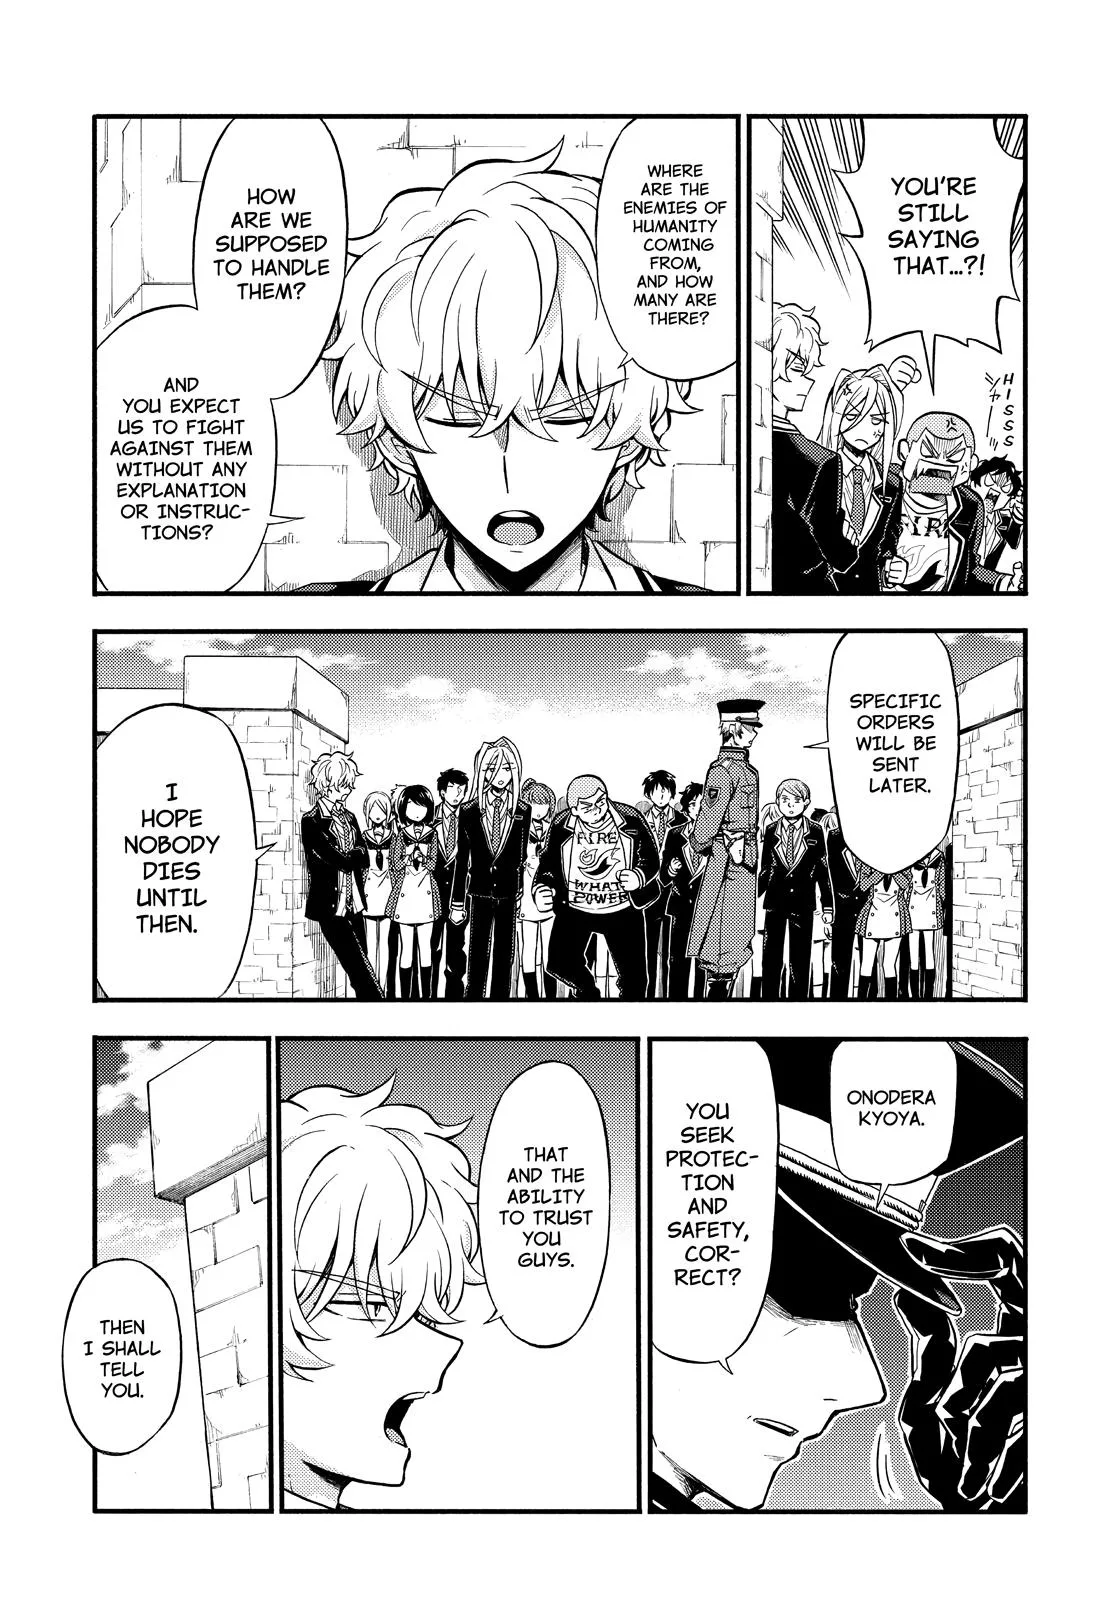 YOU'RE
STILL
SAYING
THAT...?!
HISSS
シャー
FIRE
WHERE
ARE THE
ENEMIES OF
HUMANITY
COMING
FROM,
AND HOW
MANY ARE
THERE?
HOW
ARE WE
SUPPOSED
TO HANDLE
THEM?
AND
YOU EXPECT
US TO FIGHT
AGAINST THEM
WITHOUT ANY
EXPLANATION
OR INSTRUC-
TIONS?
SPECIFIC
ORDERS
WILL BE
SENT
LATER.
FIRE
WHAT
POWER
I
HOPE
NOBODY
DIES
UNTIL
THEN.
ONODERA
KYOYA.
YOU
SEEK
PROTEC-
TION
AND
SAFETY,
COR-
RECT?
THAT
AND THE
ABILITY
TO TRUST
YOU
GUYS.
THEN
I SHALL
TELL
YOU.